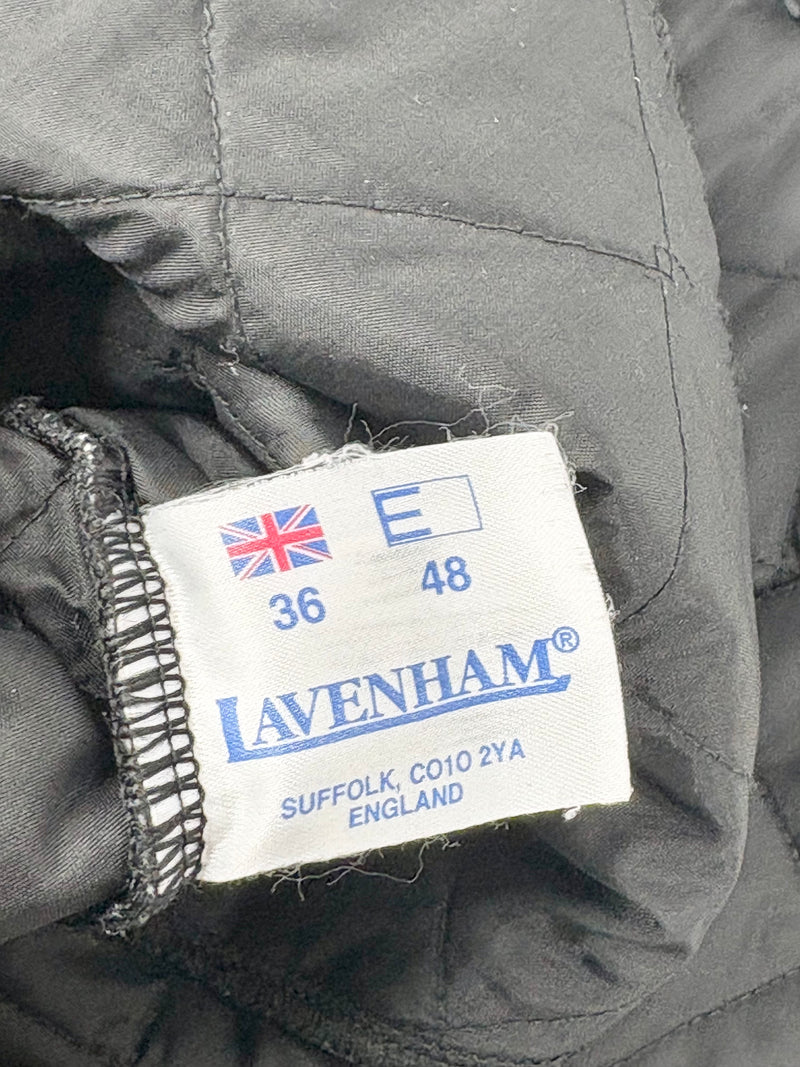 E
36 48
LAVENHAM®
SUFFOLK, CO10 2YA
ENGLAND